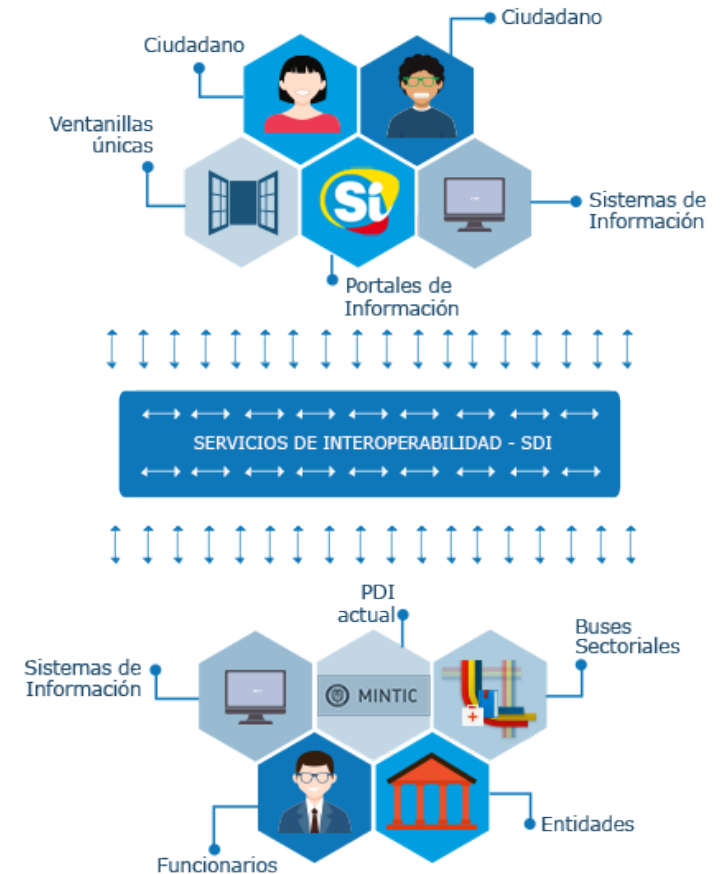 Ciudadano
Ciudadano
Ventanillas
únicas
Si
Sistemas de
Información
Portales de
Información
SERVICIOS DE INTEROPERABILIDAD - SDI
PDI
actual
Buses
Sectoriales
Sistemas de
Información
MINTIC
Entidades
Funcionarios